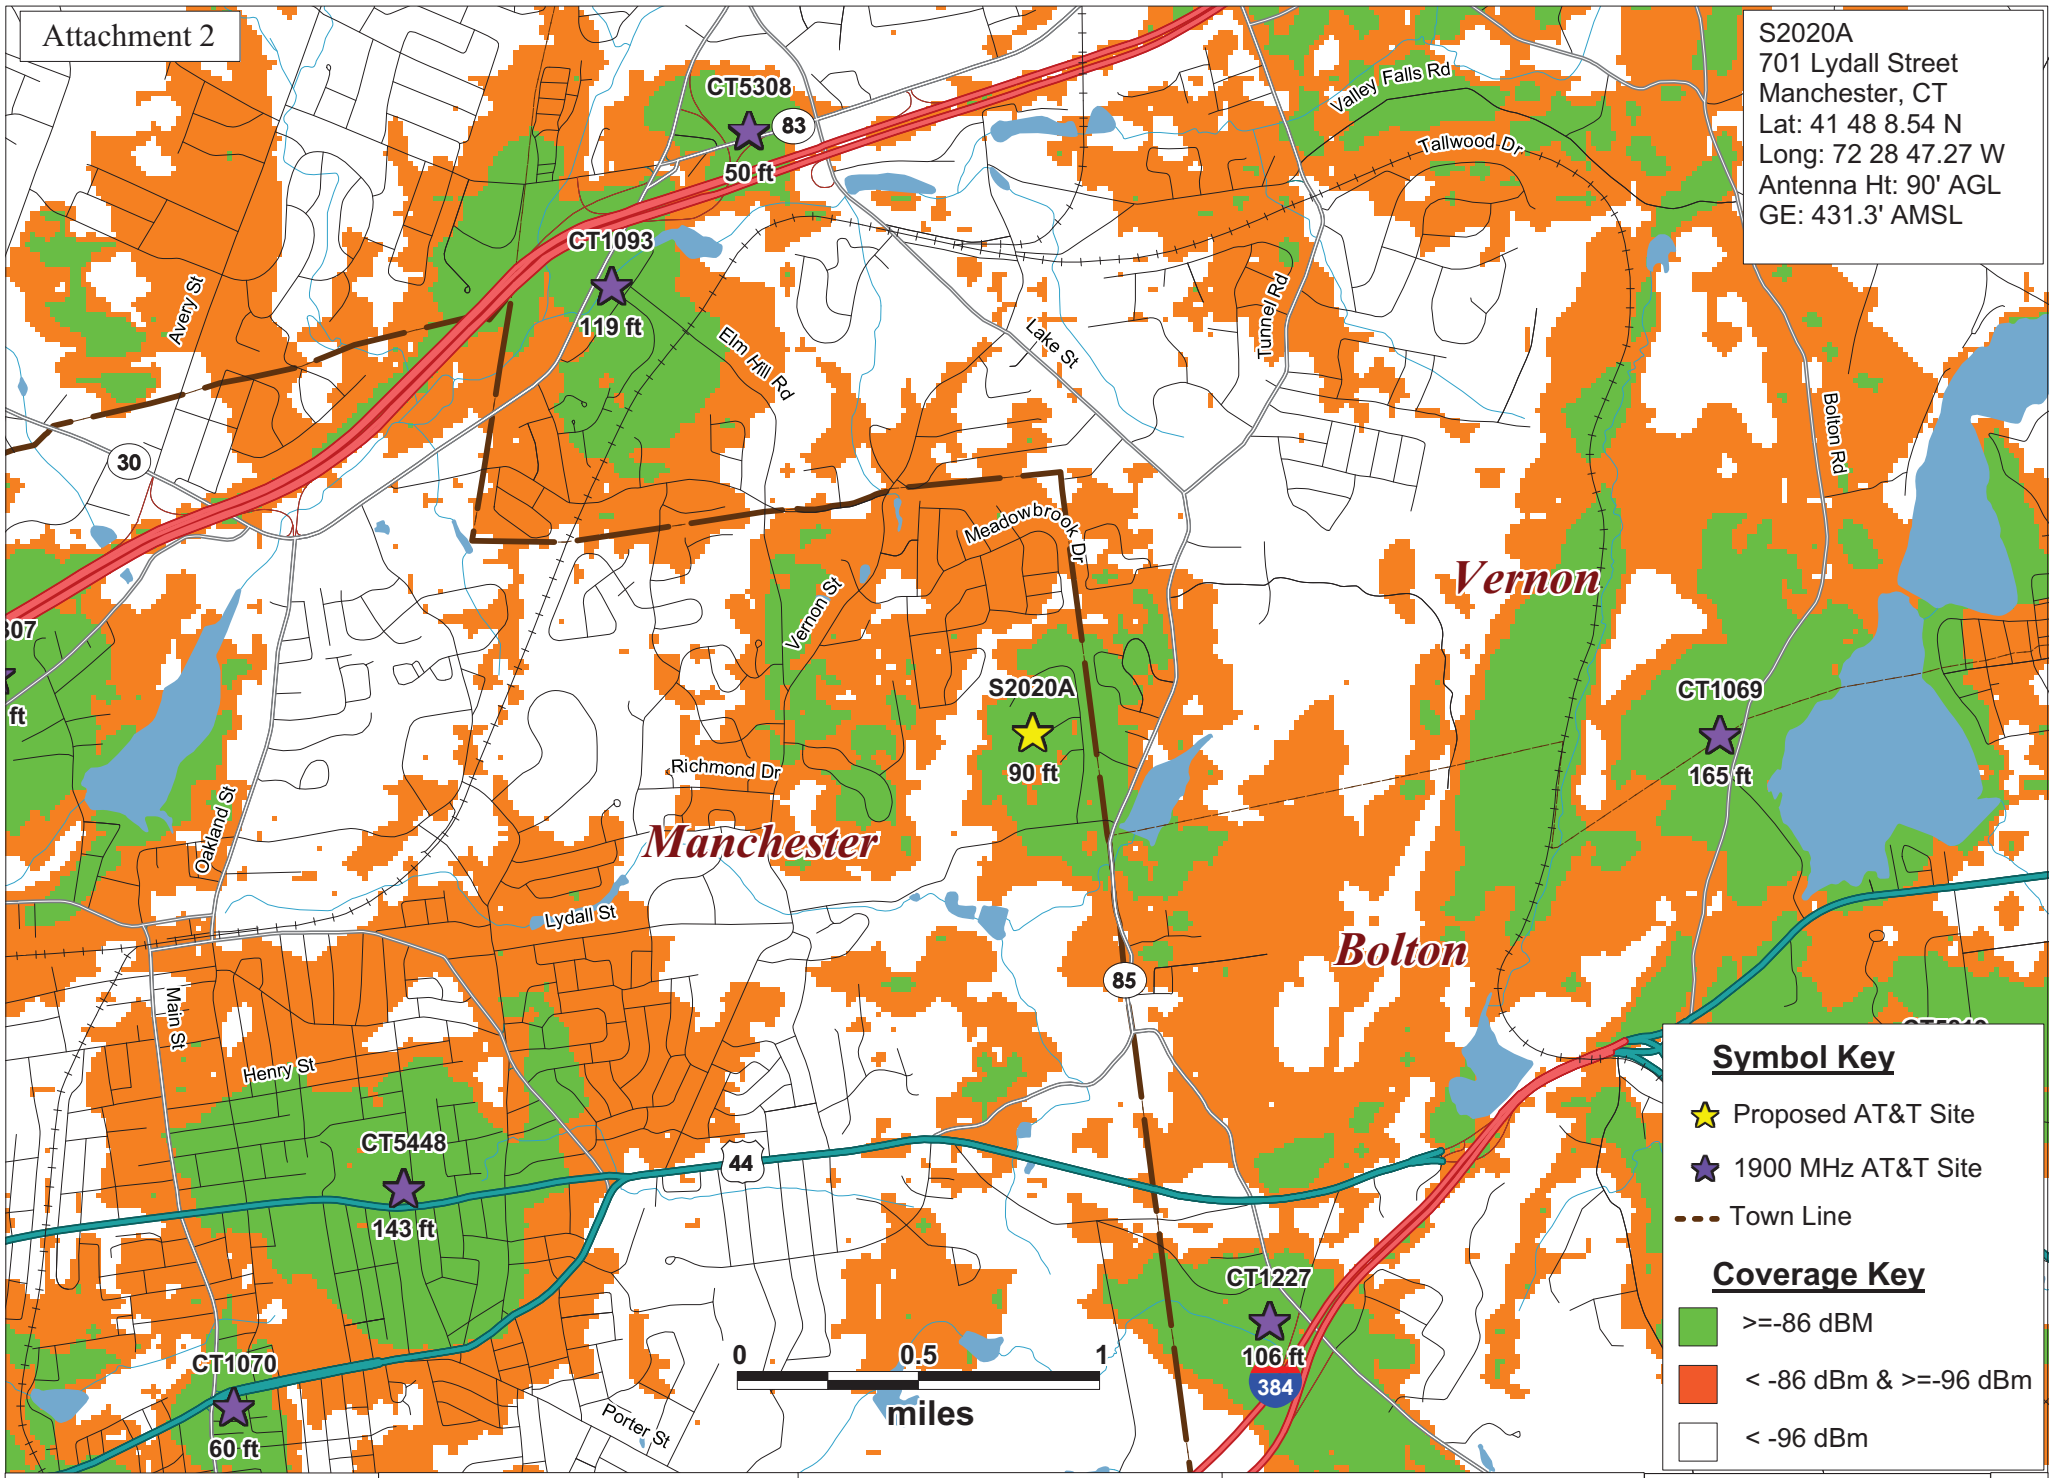 Attachment 2
S2020A
701 Lydall Street
Manchester, CT
Lat: 41 48 8.54 N
Long: 72 28 47.27 W
Antenna Ht: 90' AGL
GE: 431.3' AMSL
CT5308
83
50 ft
Valley Falls Rd
Tallwood Dr
CT1093
119 ft
Avery St
Elm Hill Rd
Lake St
Tunnel Rd
Bolton Rd
30
Meadowbrook Dr
Vernon
Vernon St
307
ft
S2020A
90 ft
CT1069
165 ft
Richmond Dr
Oakland St
Manchester
Lydall St
Bolton
85
Main St
Henry St
CT5448
143 ft
44
CT1227
106 ft
384
CT1070
60 ft
Porter St
0 0.5 1
miles
Symbol Key
Proposed AT&T Site
1900 MHz AT&T Site
Town Line
Coverage Key
>=-86 dBM
< -86 dBm & >=-96 dBm
< -96 dBm